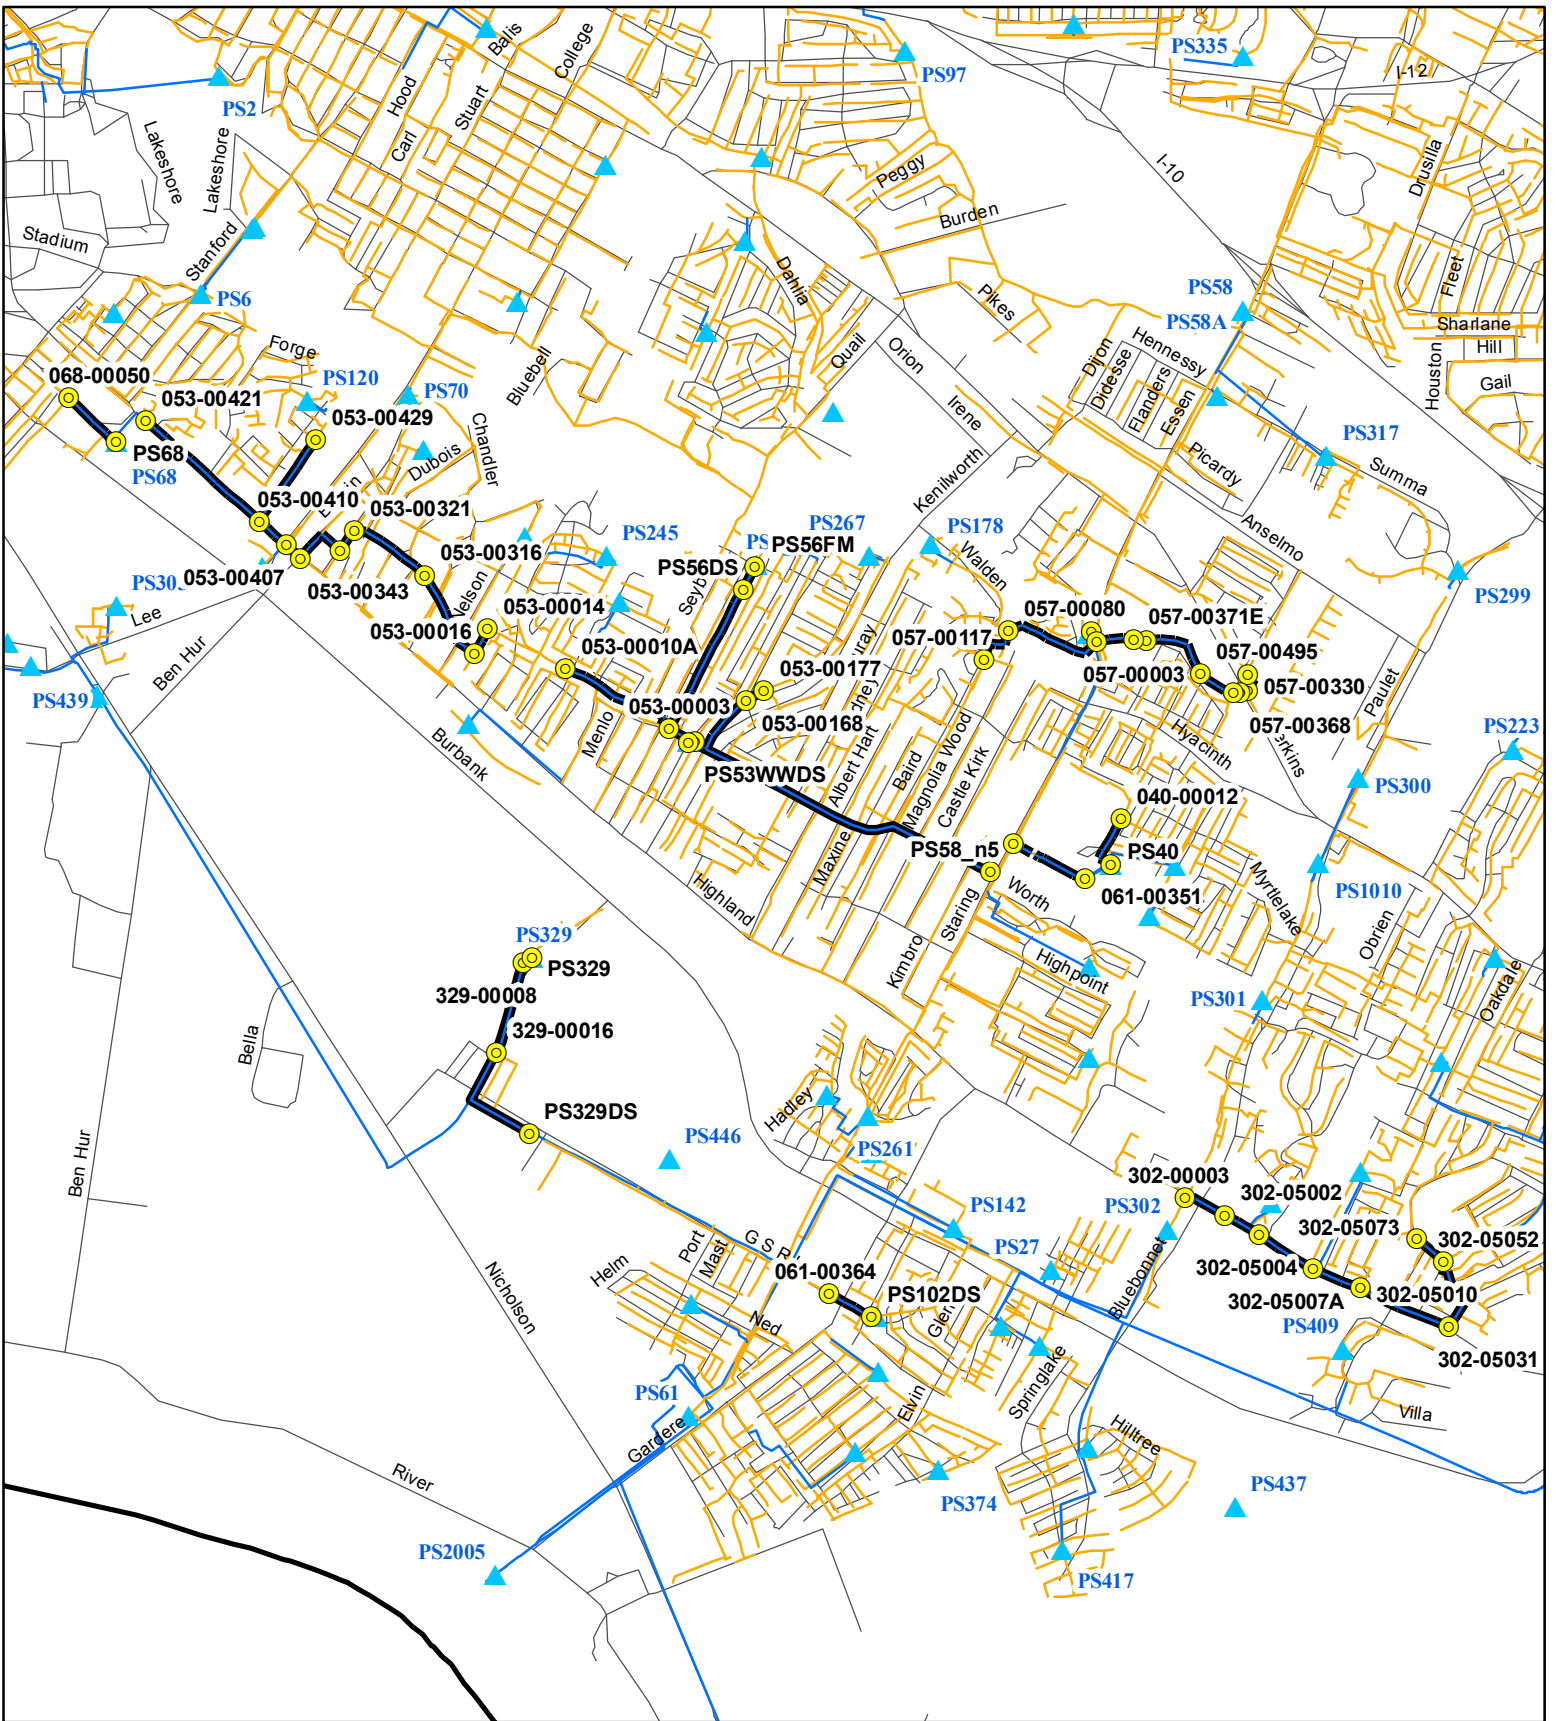 Balis
College
PS335
I-12
PS97
Hood
Stuart
PS2
Carl
Lakeshore
Lakeshore
Drusilla
I-10
Peggy
Burden
Stadium
Stanford
Dahlia
Fleet
PS6
Pikes
PS58
PS58A
Sharlane
Hennessy
Hill
Forge
Quail
Orion
Dijon
Didesse
Flanders
Essen
Houston
Gail
068-00050
PS120
PS70
Bluebell
Irene
053-00421
053-00429
Chandler
Dubois
Picardy
PS317
Summa
PS68
PS68
Kenilworth
053-00410
053-00321
Anselmo
PS245
PS267
PS178
PS56FM
Walden
053-00316
PS56DS
053-00407
053-00343
Nelson
PS299
Lee
053-00014
057-00080
057-00371E
053-00016
057-00117
Ben Hur
053-00010A
057-00495
053-00177
057-00003
057-00330
PS439
053-00003
Paulet
Menlo
053-00168
057-00368
Hyacinth
PS223
Burbank
Albert Hart
Baird
Magnolia Wood
Castle Kirk
PS53WWDS
PS300
040-00012
Maxine
PS58_n5
PS40
Highland
Worth
061-00351
Myrtlelake
PS1010
Staring
Obrien
PS329
PS329
Kimbro
Highpoint
Oakdale
329-00008
PS301
329-00016
Bella
Hadley
PS329DS
PS446
PS261
Ben Hur
302-00003
302-05002
PS142
PS302
302-05073
302-05052
Port
Mast
Helm
PS27
Bluebonnet
302-05004
Nicholson
061-00364
302-05010
302-05007A
PS102DS
Ned
PS409
302-05031
Springlake
PS61
Elvin
Villa
Gardere
Hilltree
River
PS374
PS437
PS2005
PS417